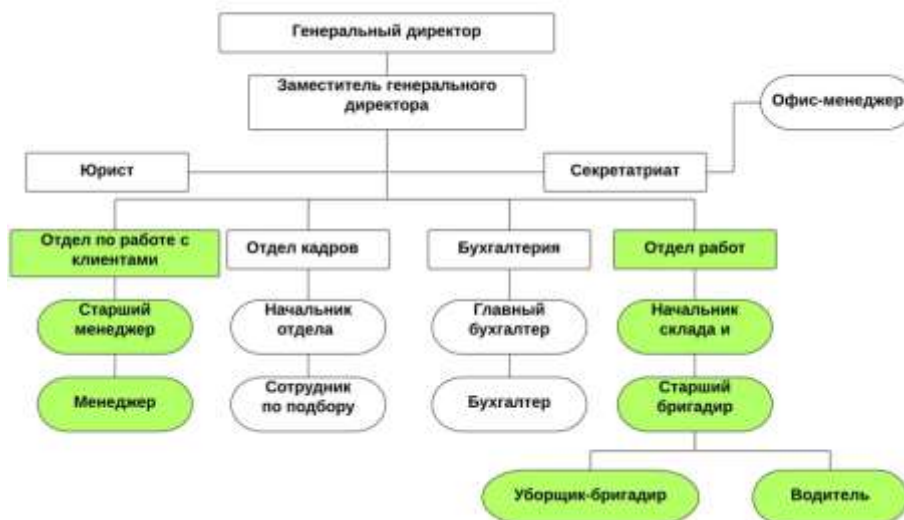 Генеральный директор
Заместитель генерального
директора
Офис-менеджер
Юрист
Секретатриат
Отдел по работе с
клиентами
Отдел кадров
Бухгалтерия
Отдел работ
Старший
менеджер
Начальник
отдела
Главный
бухгалтер
Начальник
склада и
Менеджер
Сотрудник
по подбору
Бухгалтер
Старший
бригадир
Уборщик-бригадир
Водитель